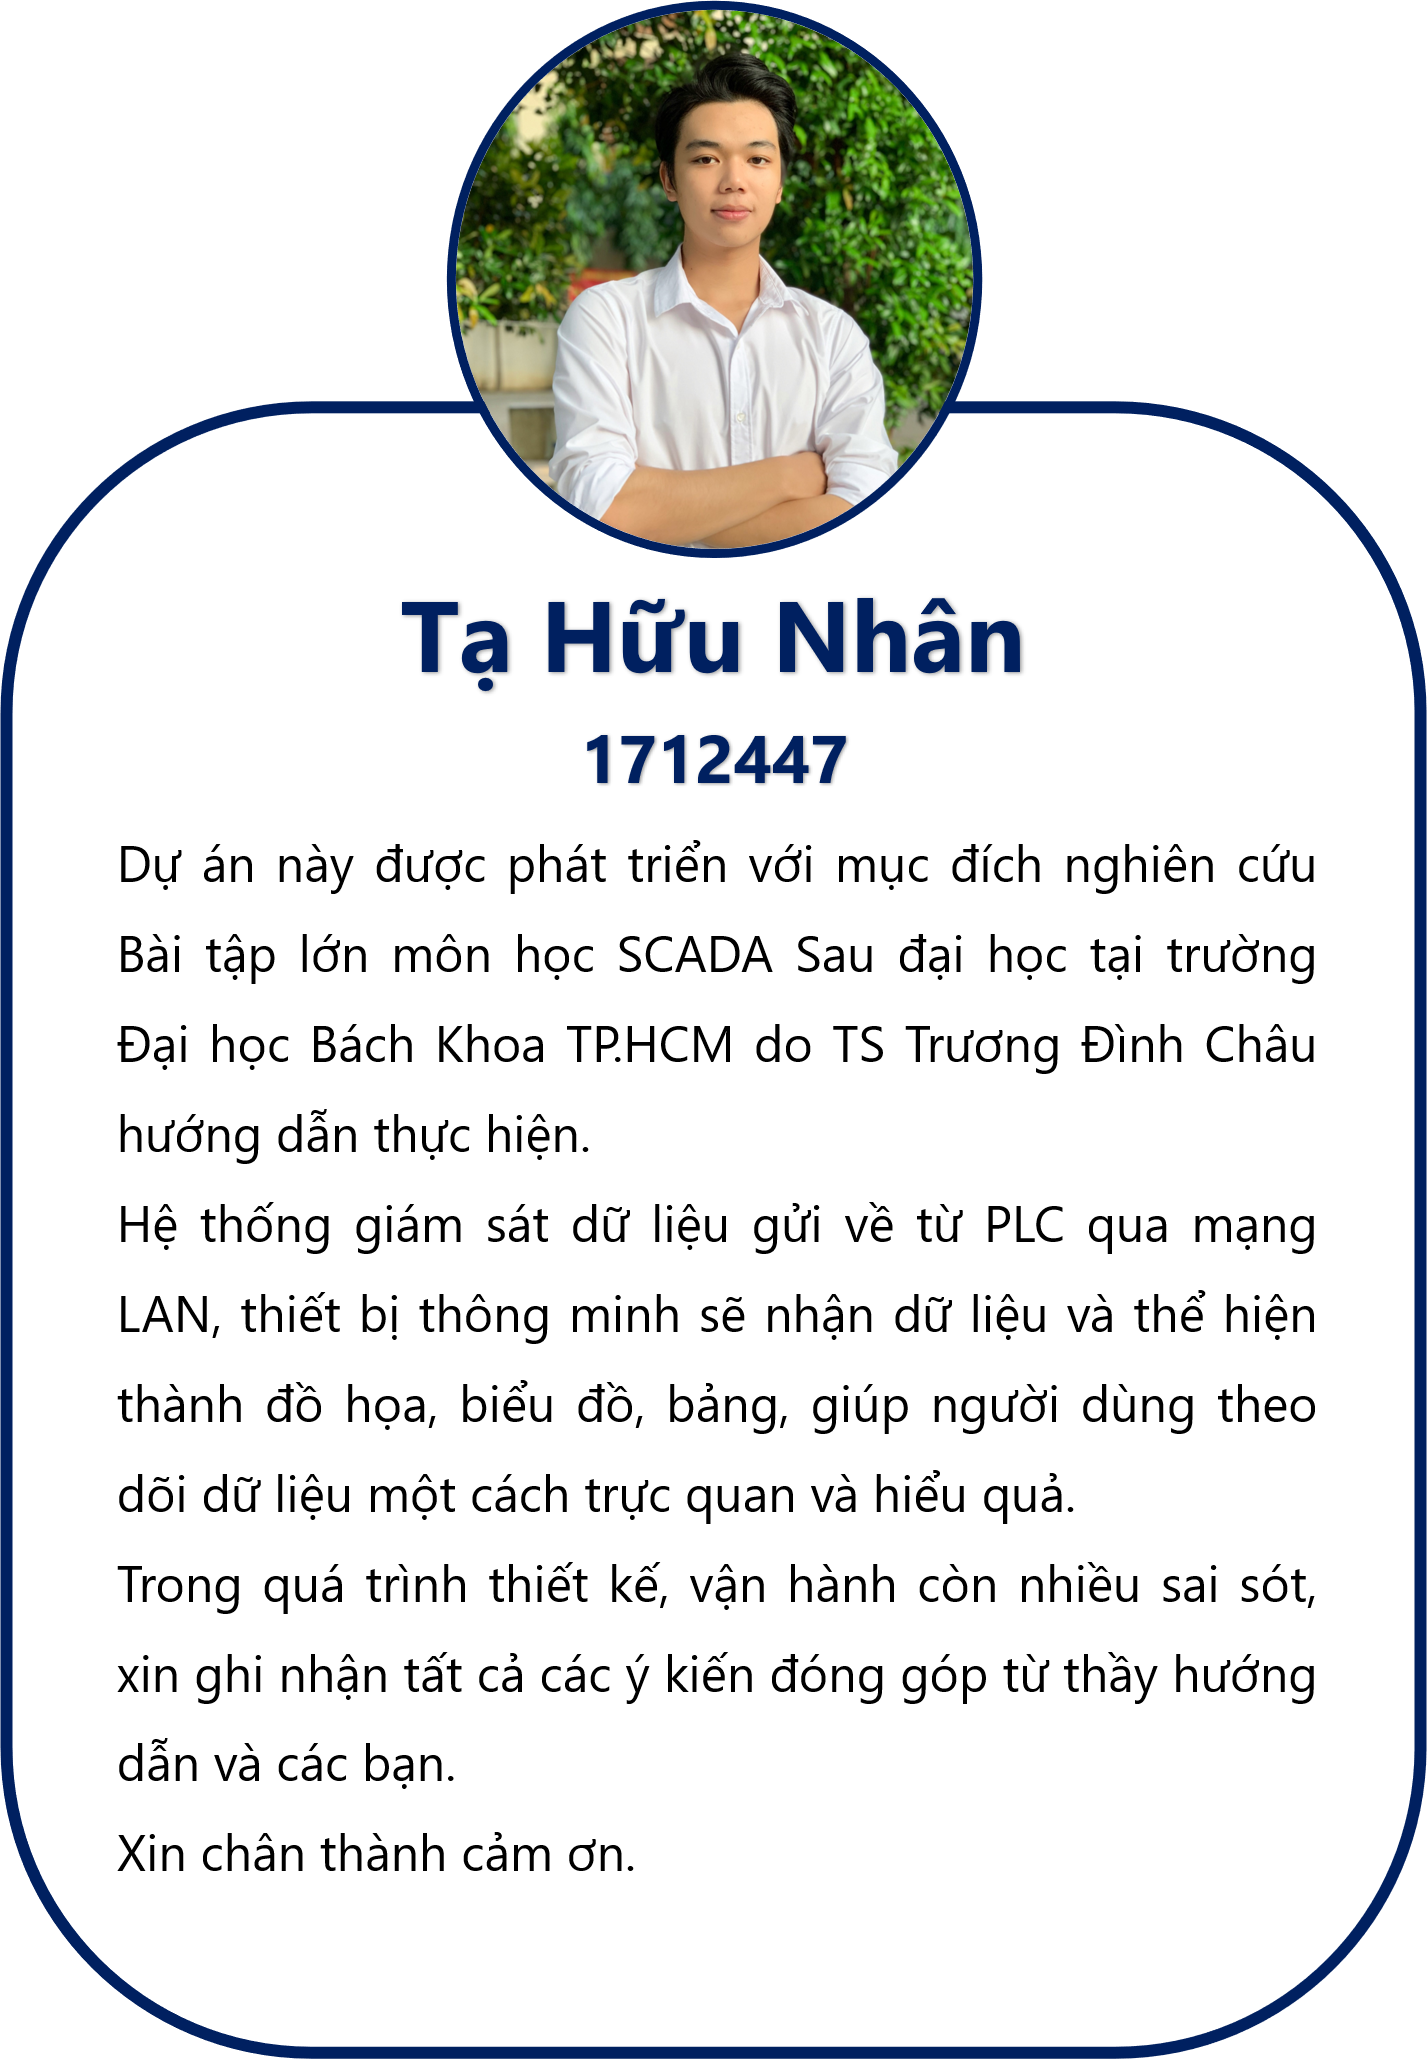 Tạ Hữu Nhân
1712447
Dự án này được phát triển với mục đích nghiên cứu
Bài tập lớn môn học SCADA Sau đại học tại trường
Đại học Bách Khoa TP.HCM do TS Trương Đình Châu
hướng dẫn thực hiện.
Hệ thống giám sát dữ liệu gửi về từ PLC qua mạng
LAN, thiết bị thông minh sẽ nhận dữ liệu và thể hiện
thành đồ họa, biểu đồ, bảng, giúp người dùng theo
dõi dữ liệu một cách trực quan và hiểu quả.
Trong quá trình thiết kế, vận hành còn nhiều sai sót,
xin ghi nhận tất cả các ý kiến đóng góp từ thầy hướng
dẫn và các bạn.
Xin chân thành cảm ơn.